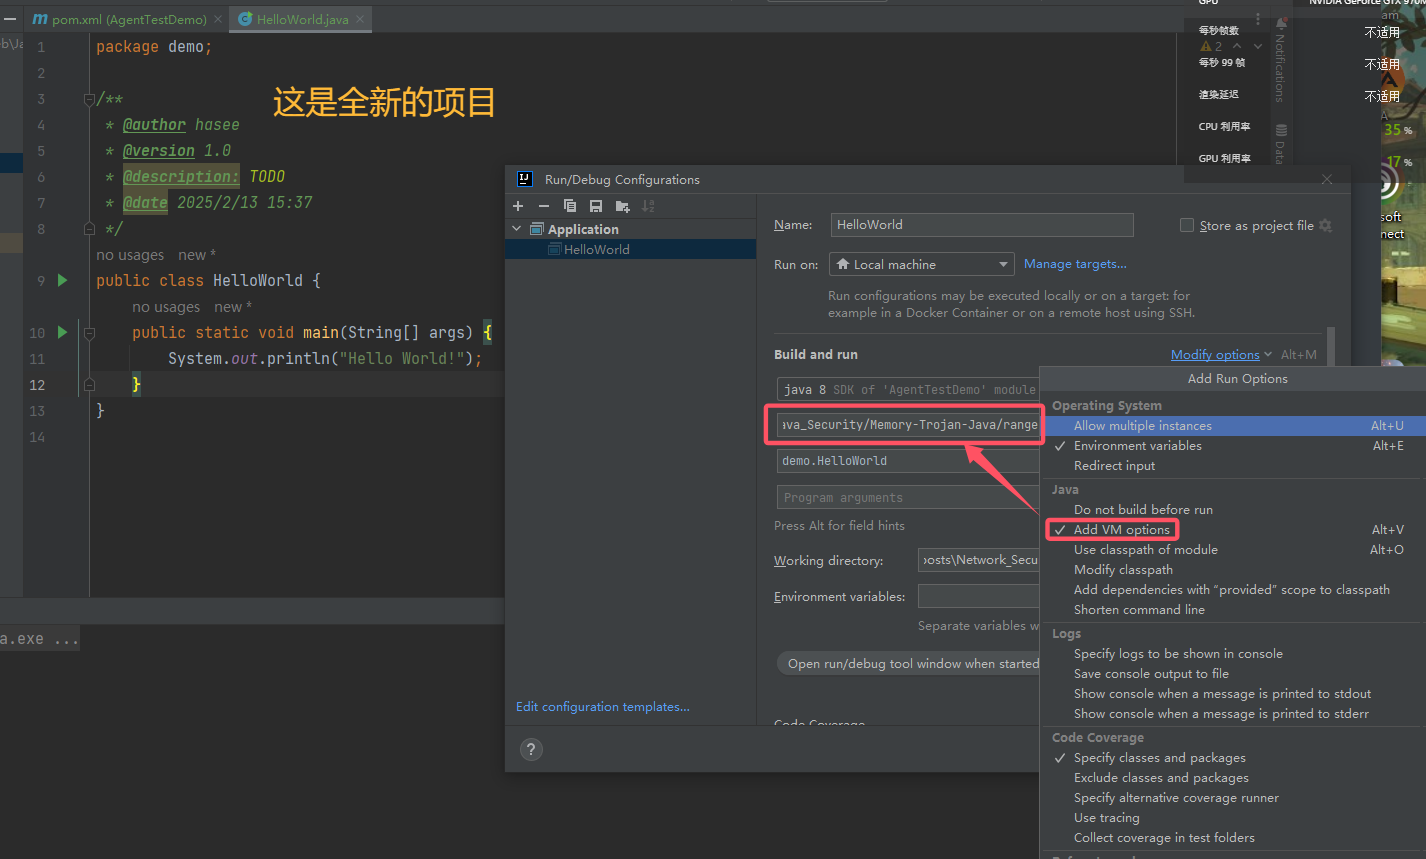 pom.xml (AgentTestDemo)
HelloWorld.java
1 package demo;
2
3 /**
4 * @author hasee
5 * @version 1.0
6 * @description: TODO
7 * @date 2025/2/13 15:37
8 */
no usages new *
9 public class HelloWorld {
no usages new *
10 public static void main(String[] args) {
11 System.out.println("Hello World!");
12 }
13 }
14
这是全新的项目
a.exe ...
GPU
NVIDIA GeForce GTX 970M
每秒帧数
不适用
2
每秒 99 帧
不适用
渲染延迟
不适用
CPU 利用率
35 %
GPU 利用率
17 %
Notifications
Data
am
soft
nect
Run/Debug Configurations
Application
HelloWorld
Edit configuration templates...
?
Name: HelloWorld
Store as project file
Run on: Local machine
Manage targets...
Run configurations may be executed locally or on a target: for
example in a Docker Container or on a remote host using SSH.
Build and run
Modify options Alt+M
java 8 SDK of 'AgentTestDemo' module
ava_Security/Memory-Trojan-Java/range
demo.HelloWorld
Program arguments
Press Alt for field hints
Working directory: posts\Network_Secu
Environment variables:
Separate variables w
Open run/debug tool window when started
Code Coverage
Add Run Options
Operating System
Allow multiple instances Alt+U
Environment variables Alt+E
Redirect input
Java
Do not build before run
Add VM options Alt+V
Use classpath of module Alt+O
Modify classpath
Add dependencies with “provided” scope to classpath
Shorten command line
Logs
Specify logs to be shown in console
Save console output to file
Show console when a message is printed to stdout
Show console when a message is printed to stderr
Code Coverage
Specify classes and packages
Exclude classes and packages
Specify alternative coverage runner
Use tracing
Collect coverage in test folders